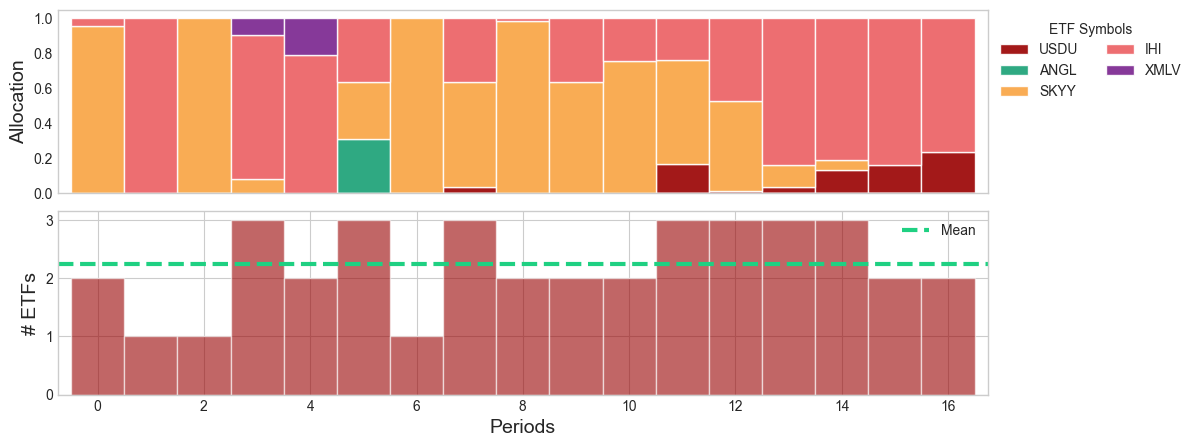 1.0
0.8
0.6
0.4
0.2
0.0
Allocation
ETF Symbols
USDU
ANGL
SKYY
IHI
XMLV
3
2
1
0
# ETFs
Mean
0 2 4 6 8 10 12 14 16
Periods